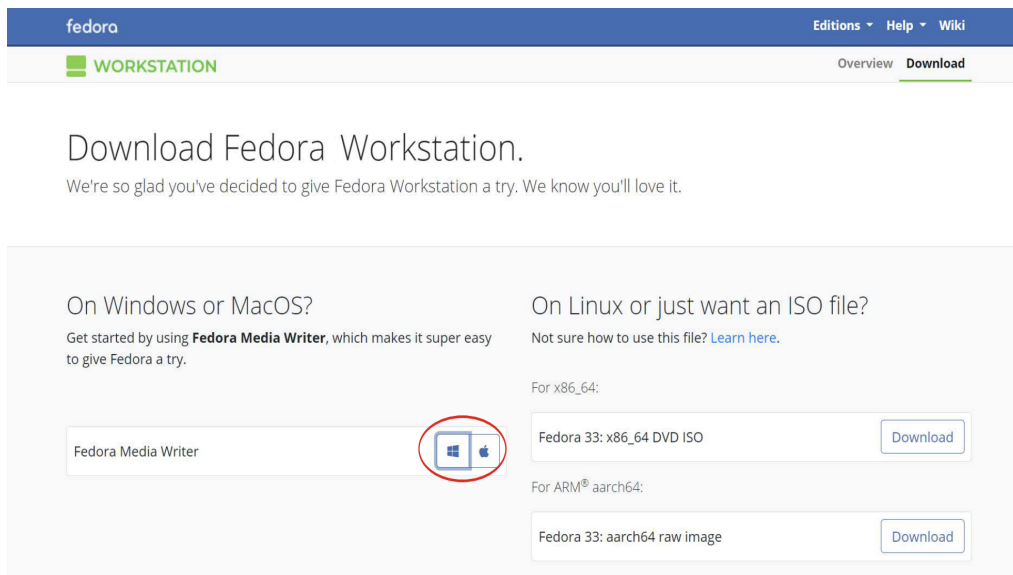 fedora
Editions Help Wiki
WORKSTATION
Overview Download
Download Fedora Workstation.
We're so glad you've decided to give Fedora Workstation a try. We know you'll love it.
On Windows or MacOS?
Get started by using Fedora Media Writer, which makes it super easy
to give Fedora a try.
Fedora Media Writer
On Linux or just want an ISO file?
Not sure how to use this file? Learn here.
For x86_64:
Fedora 33: x86_64 DVD ISO Download
For ARM® aarch64:
Fedora 33: aarch64 raw image Download